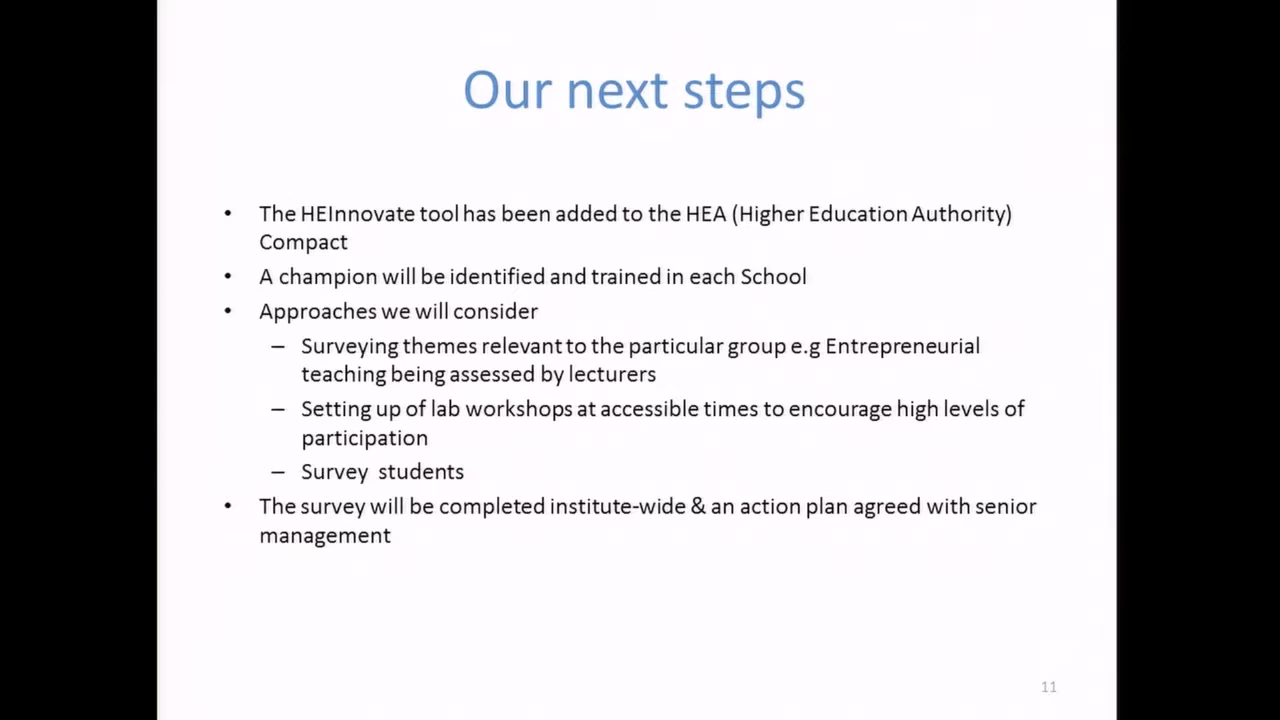 Our next steps
• The HEInnovate tool has been added to the HEA (Higher Education Authority)
Compact
• A champion will be identified and trained in each School
• Approaches we will consider
– Surveying themes relevant to the particular group e.g Entrepreneurial
teaching being assessed by lecturers
– Setting up of lab workshops at accessible times to encourage high levels of
participation
– Survey students
• The survey will be completed institute-wide & an action plan agreed with senior
management
11